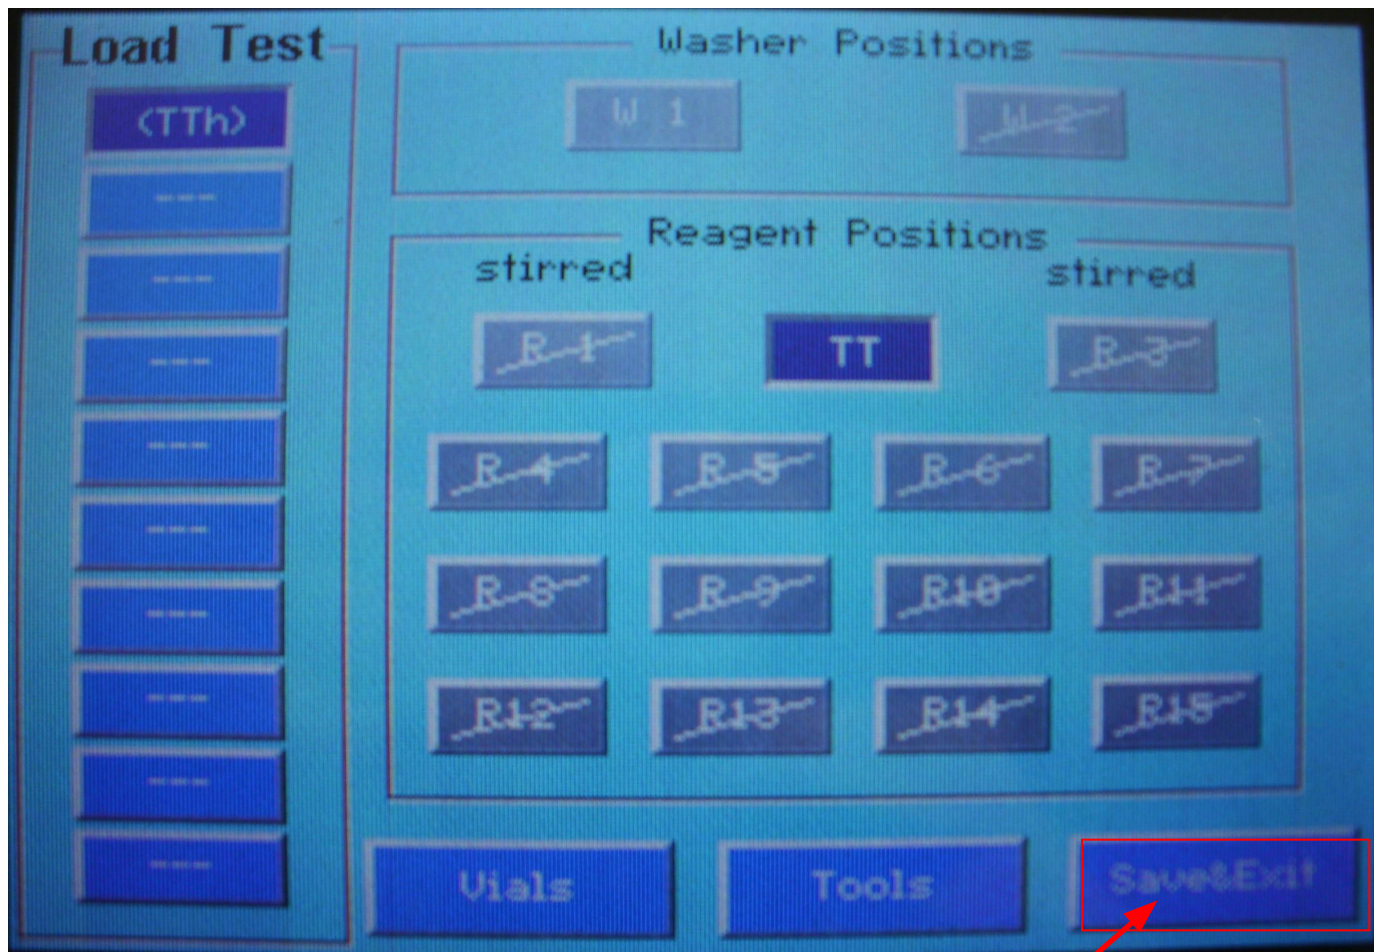 Load Test
(TTh)
---
---
---
---
---
---
---
---
---
Washer Positions
W 1
W 2
Reagent Positions
stirred
stirred
R 1
TT
R 3
R 4
R 5
R 6
R 7
R 8
R 9
R10
R11
R12
R13
R14
R15
Vials
Tools
Save&Exit